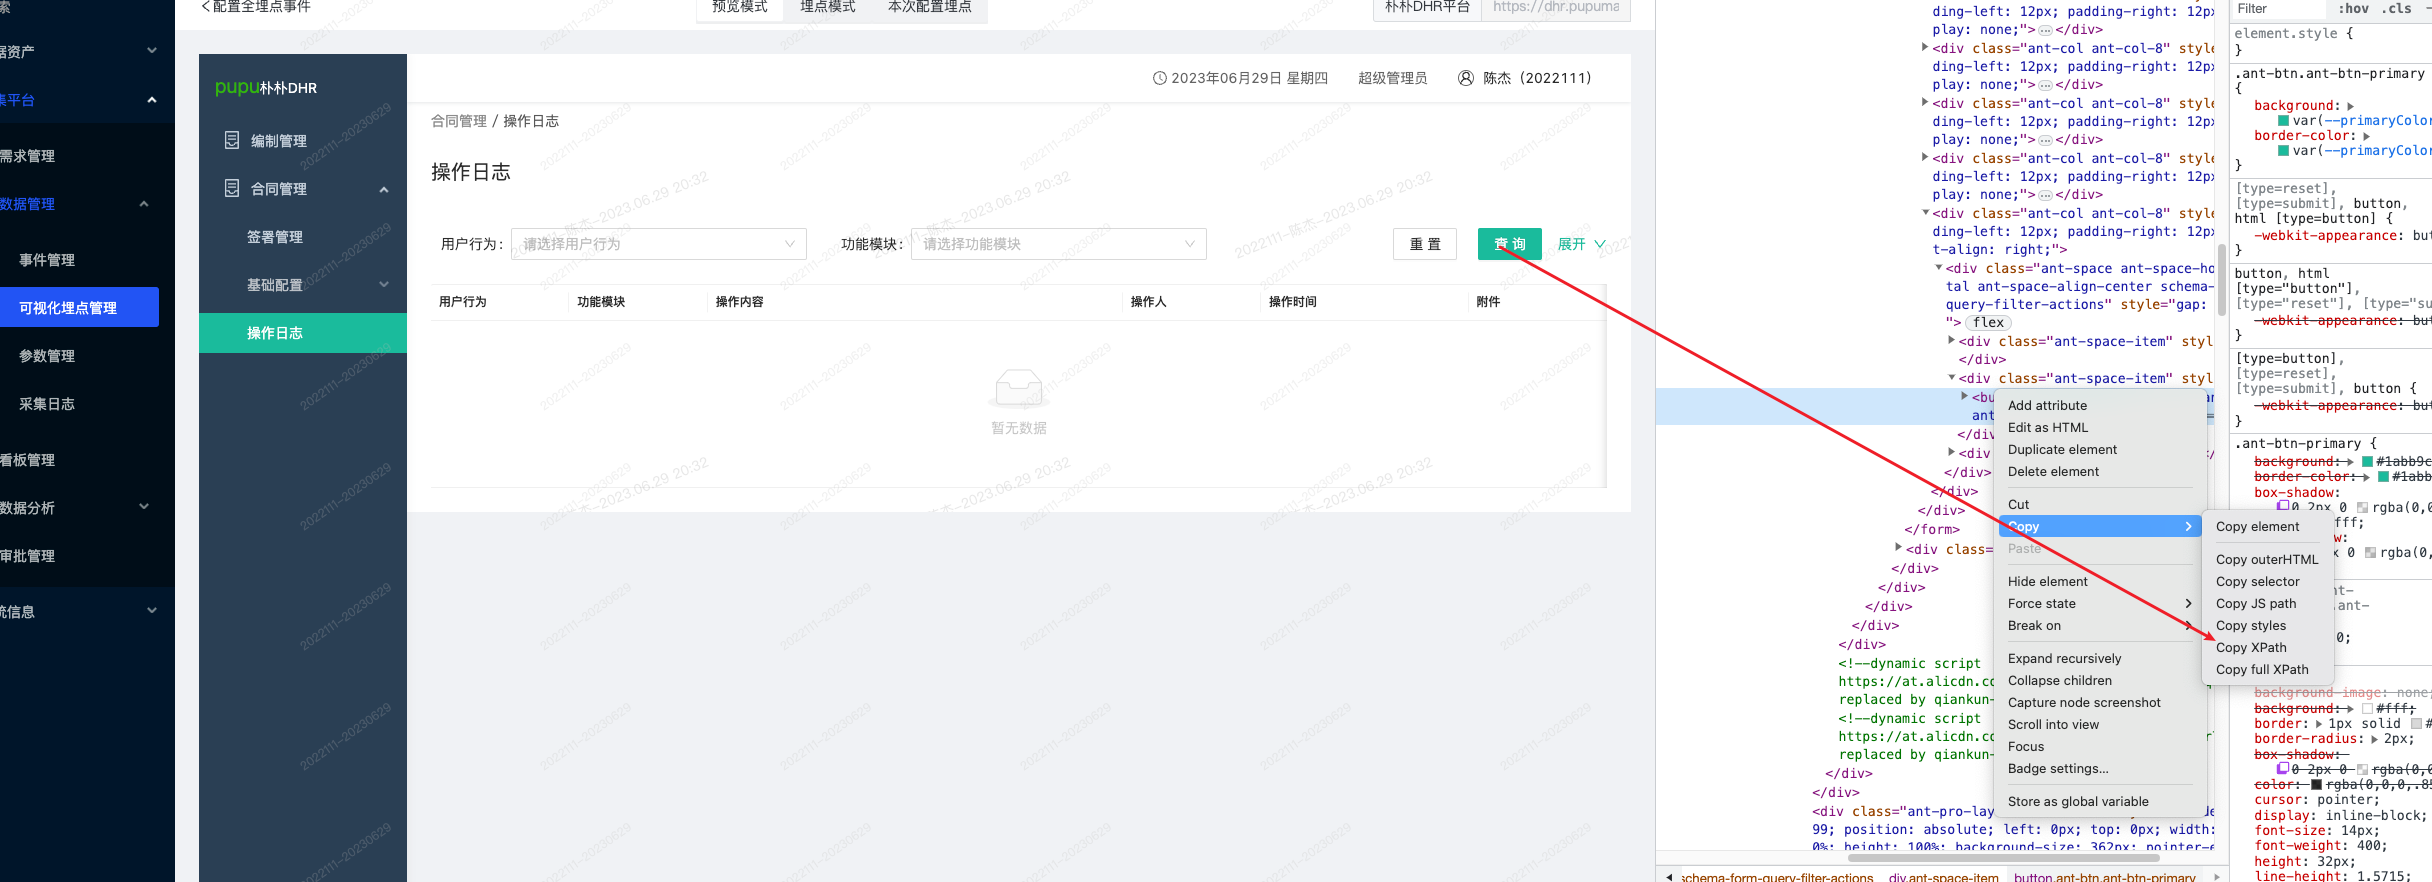 索
据资产
集平台
需求管理
数据管理
事件管理
可视化埋点管理
参数管理
采集日志
看板管理
数据分析
审批管理
统信息
配置全埋点事件
预览模式 埋点模式 本次配置埋点
朴朴DHR平台 https://dhr.pupuma
pupu朴朴DHR
编制管理
合同管理
签署管理
基础配置
操作日志
2023年06月29日 星期四 超级管理员 陈杰（2022111）
合同管理 / 操作日志
操作日志
用户行为： 请选择用户行为 功能模块： 请选择功能模块 重 置 查 询 展开
用户行为 功能模块 操作内容 操作人 操作时间 附件
暂无数据
2022111-20230629
2022111-陈杰-2023.06.29 20:32
ding-left: 12px; padding-right: 12px
play: none;">…</div>
<div class="ant-col ant-col-8" style
ding-left: 12px; padding-right: 12px
play: none;">…</div>
<div class="ant-col ant-col-8" style
ding-left: 12px; padding-right: 12px
play: none;">…</div>
<div class="ant-col ant-col-8" style
ding-left: 12px; padding-right: 12px
play: none;">…</div>
<div class="ant-col ant-col-8" style
ding-left: 12px; padding-right: 12px
t-align: right;">
<div class="ant-space ant-space-ho
tal ant-space-align-center schema-
query-filter-actions" style="gap:
"> flex
<div class="ant-space-item" styl
</div>
<div class="ant-space-item" styl
<bu
ant
</div>
<div
</div>
</div>
</div>
</form>
<div class=
</div>
</div>
</div>
</div>
</div>
<!--dynamic script
https://at.alicdn.co
replaced by qiankun-
<!--dynamic script
https://at.alicdn.co
replaced by qiankun-
</div>
</div>
<div class="ant-pro-lay
99; position: absolute; left: 0px; top: 0px; width:
0%; height: 100%; background-size: 362px; pointer-e
schema-form-query-filter-actions div.ant-space-item button.ant-btn.ant-btn-primary
Add attribute
Edit as HTML
Duplicate element
Delete element
Cut
Copy
Paste
Hide element
Force state
Break on
Expand recursively
Collapse children
Capture node screenshot
Scroll into view
Focus
Badge settings...
Store as global variable
Copy element
Copy outerHTML
Copy selector
Copy JS path
Copy styles
Copy XPath
Copy full XPath
Filter :hov .cls
element.style {
}
.ant-btn.ant-btn-primary
{
background:
var(--primaryColor
border-color:
var(--primaryColor
}
[type=reset],
[type=submit], button,
html [type=button] {
-webkit-appearance: but
}
button, html
[type="button"],
[type="reset"], [type="su
-webkit-appearance: but
}
[type=button],
[type=reset],
[type=submit], button {
-webkit-appearance: but
}
.ant-btn-primary {
background: #1abb9c
border-color: #1abb
box-shadow:
0 2px 0 rgba(0,0
background-image: none;
background: #fff;
border: 1px solid #
border-radius: 2px;
box-shadow:
0 2px 0 rgba(0,0
color: rgba(0,0,0,.85
cursor: pointer;
display: inline-block;
font-size: 14px;
font-weight: 400;
height: 32px;
line-height: 1.5715;